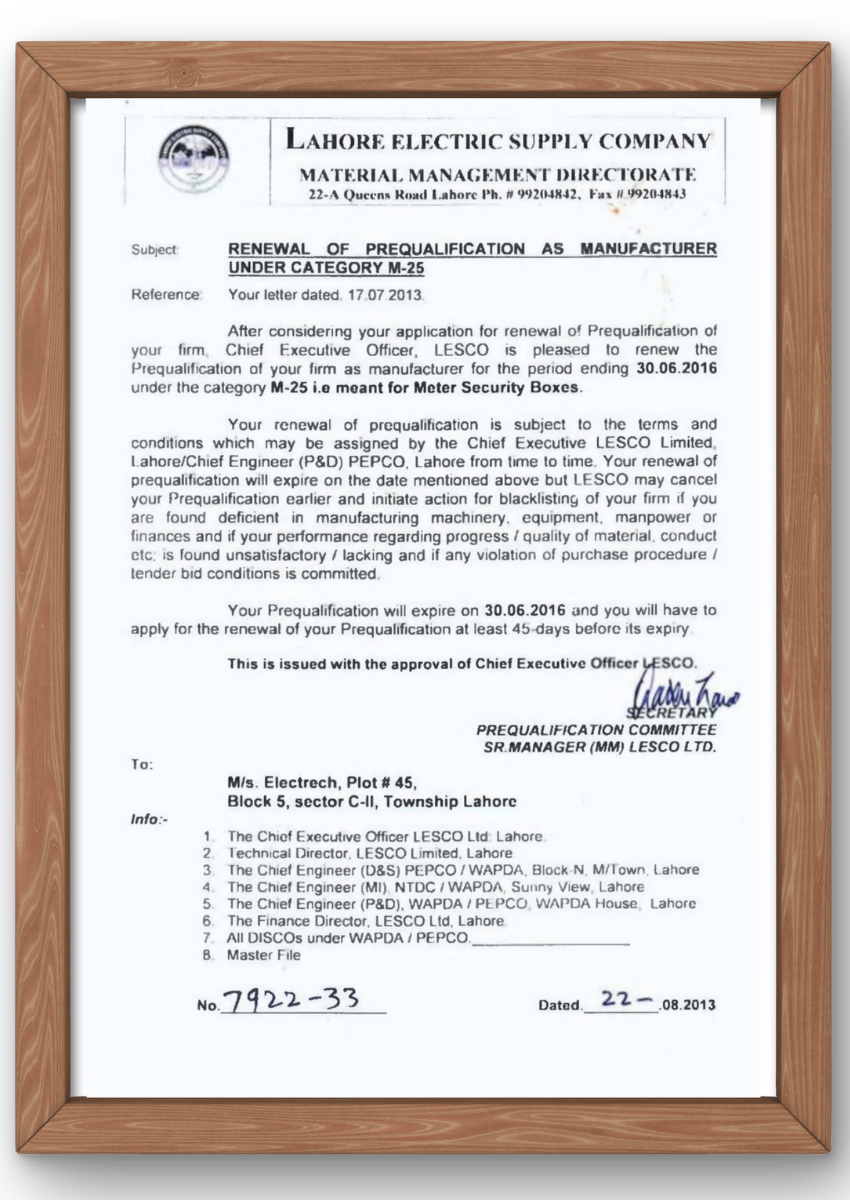 LAHORE ELECTRIC SUPPLY COMPANY
MATERIAL MANAGEMENT DIRECTORATE
22-A Queens Road Lahore Ph. # 99204842, Fax # 99204843
Subject: RENEWAL OF PREQUALIFICATION AS MANUFACTURER
UNDER CATEGORY M-25
Reference: Your letter dated. 17.07.2013.
After considering your application for renewal of Prequalification of
your firm, Chief Executive Officer, LESCO is pleased to renew the
Prequalification of your firm as manufacturer for the period ending 30.06.2016
under the category M-25 i.e meant for Meter Security Boxes.
Your renewal of prequalification is subject to the terms and
conditions which may be assigned by the Chief Executive LESCO Limited,
Lahore/Chief Engineer (P&D) PEPCO, Lahore from time to time. Your renewal of
prequalification will expire on the date mentioned above but LESCO may cancel
your Prequalification earlier and initiate action for blacklisting of your firm if you
are found deficient in manufacturing machinery, equipment, manpower or
finances and if your performance regarding progress / quality of material, conduct
etc; is found unsatisfactory / lacking and if any violation of purchase procedure /
tender bid conditions is committed.
Your Prequalification will expire on 30.06.2016 and you will have to
apply for the renewal of your Prequalification at least 45-days before its expiry.
This is issued with the approval of Chief Executive Officer LESCO.
SECRETARY
PREQUALIFICATION COMMITTEE
SR.MANAGER (MM) LESCO LTD.
To:
M/s. Electrech, Plot # 45,
Block 5, sector C-II, Township Lahore
Info:-
1. The Chief Executive Officer LESCO Ltd: Lahore.
2. Technical Director, LESCO Limited, Lahore
3. The Chief Engineer (D&S) PEPCO / WAPDA, Block-N, M/Town, Lahore
4. The Chief Engineer (MI), NTDC / WAPDA, Sunny View, Lahore
5. The Chief Engineer (P&D), WAPDA / PEPCO, WAPDA House, Lahore
6. The Finance Director, LESCO Ltd, Lahore.
7. All DISCOs under WAPDA / PEPCO.
8. Master File
No. 7922-33 Dated. 22-.08.2013